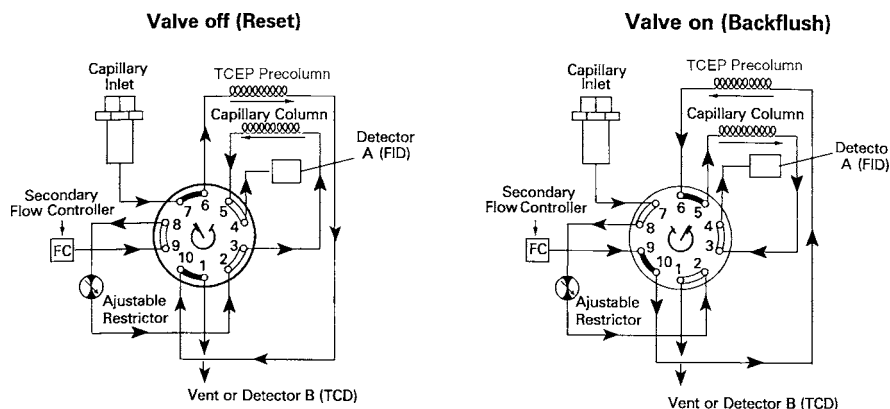 Valve off (Reset)
Capillary
Inlet
TCEP Precolumn
Capillary Column
Detector
A (FID)
Secondary
Flow Controller
FC
7
6
5
8
4
9
3
10
1
2
Ajustable
Restrictor
Vent or Detector B (TCD)
Valve on (Backflush)
Capillary
Inlet
TCEP Precolumn
Capillary Column
Detecto
A (FID)
Secondary
Flow Controller
FC
7
6
5
8
4
9
3
10
1
2
Ajustable
Restrictor
Vent or Detector B (TCD)